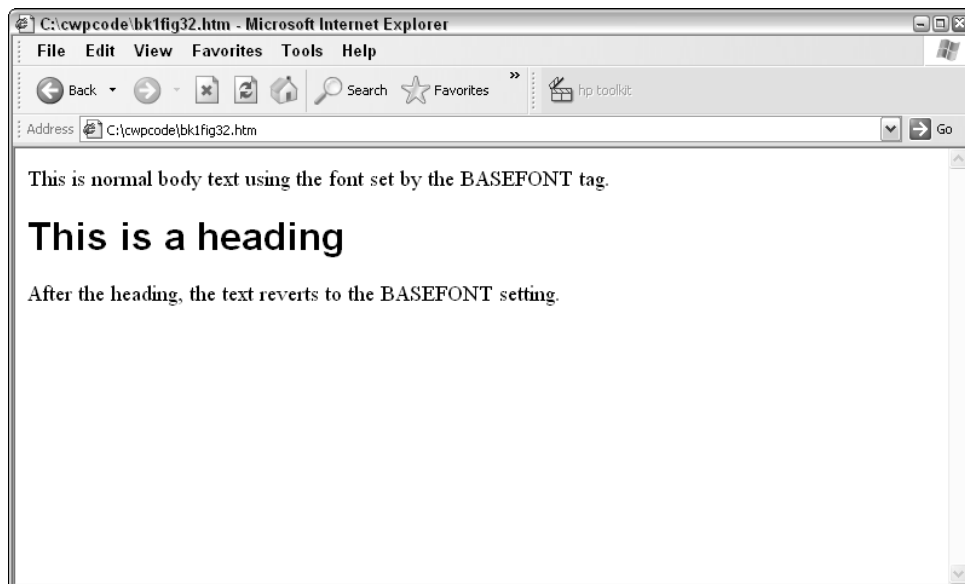 C:\cwpcode\bk1fig32.htm - Microsoft Internet Explorer
File Edit View Favorites Tools Help
Back Search Favorites » hp toolkit
Address C:\cwpcode\bk1fig32.htm Go
This is normal body text using the font set by the BASEFONT tag.
This is a heading
After the heading, the text reverts to the BASEFONT setting.